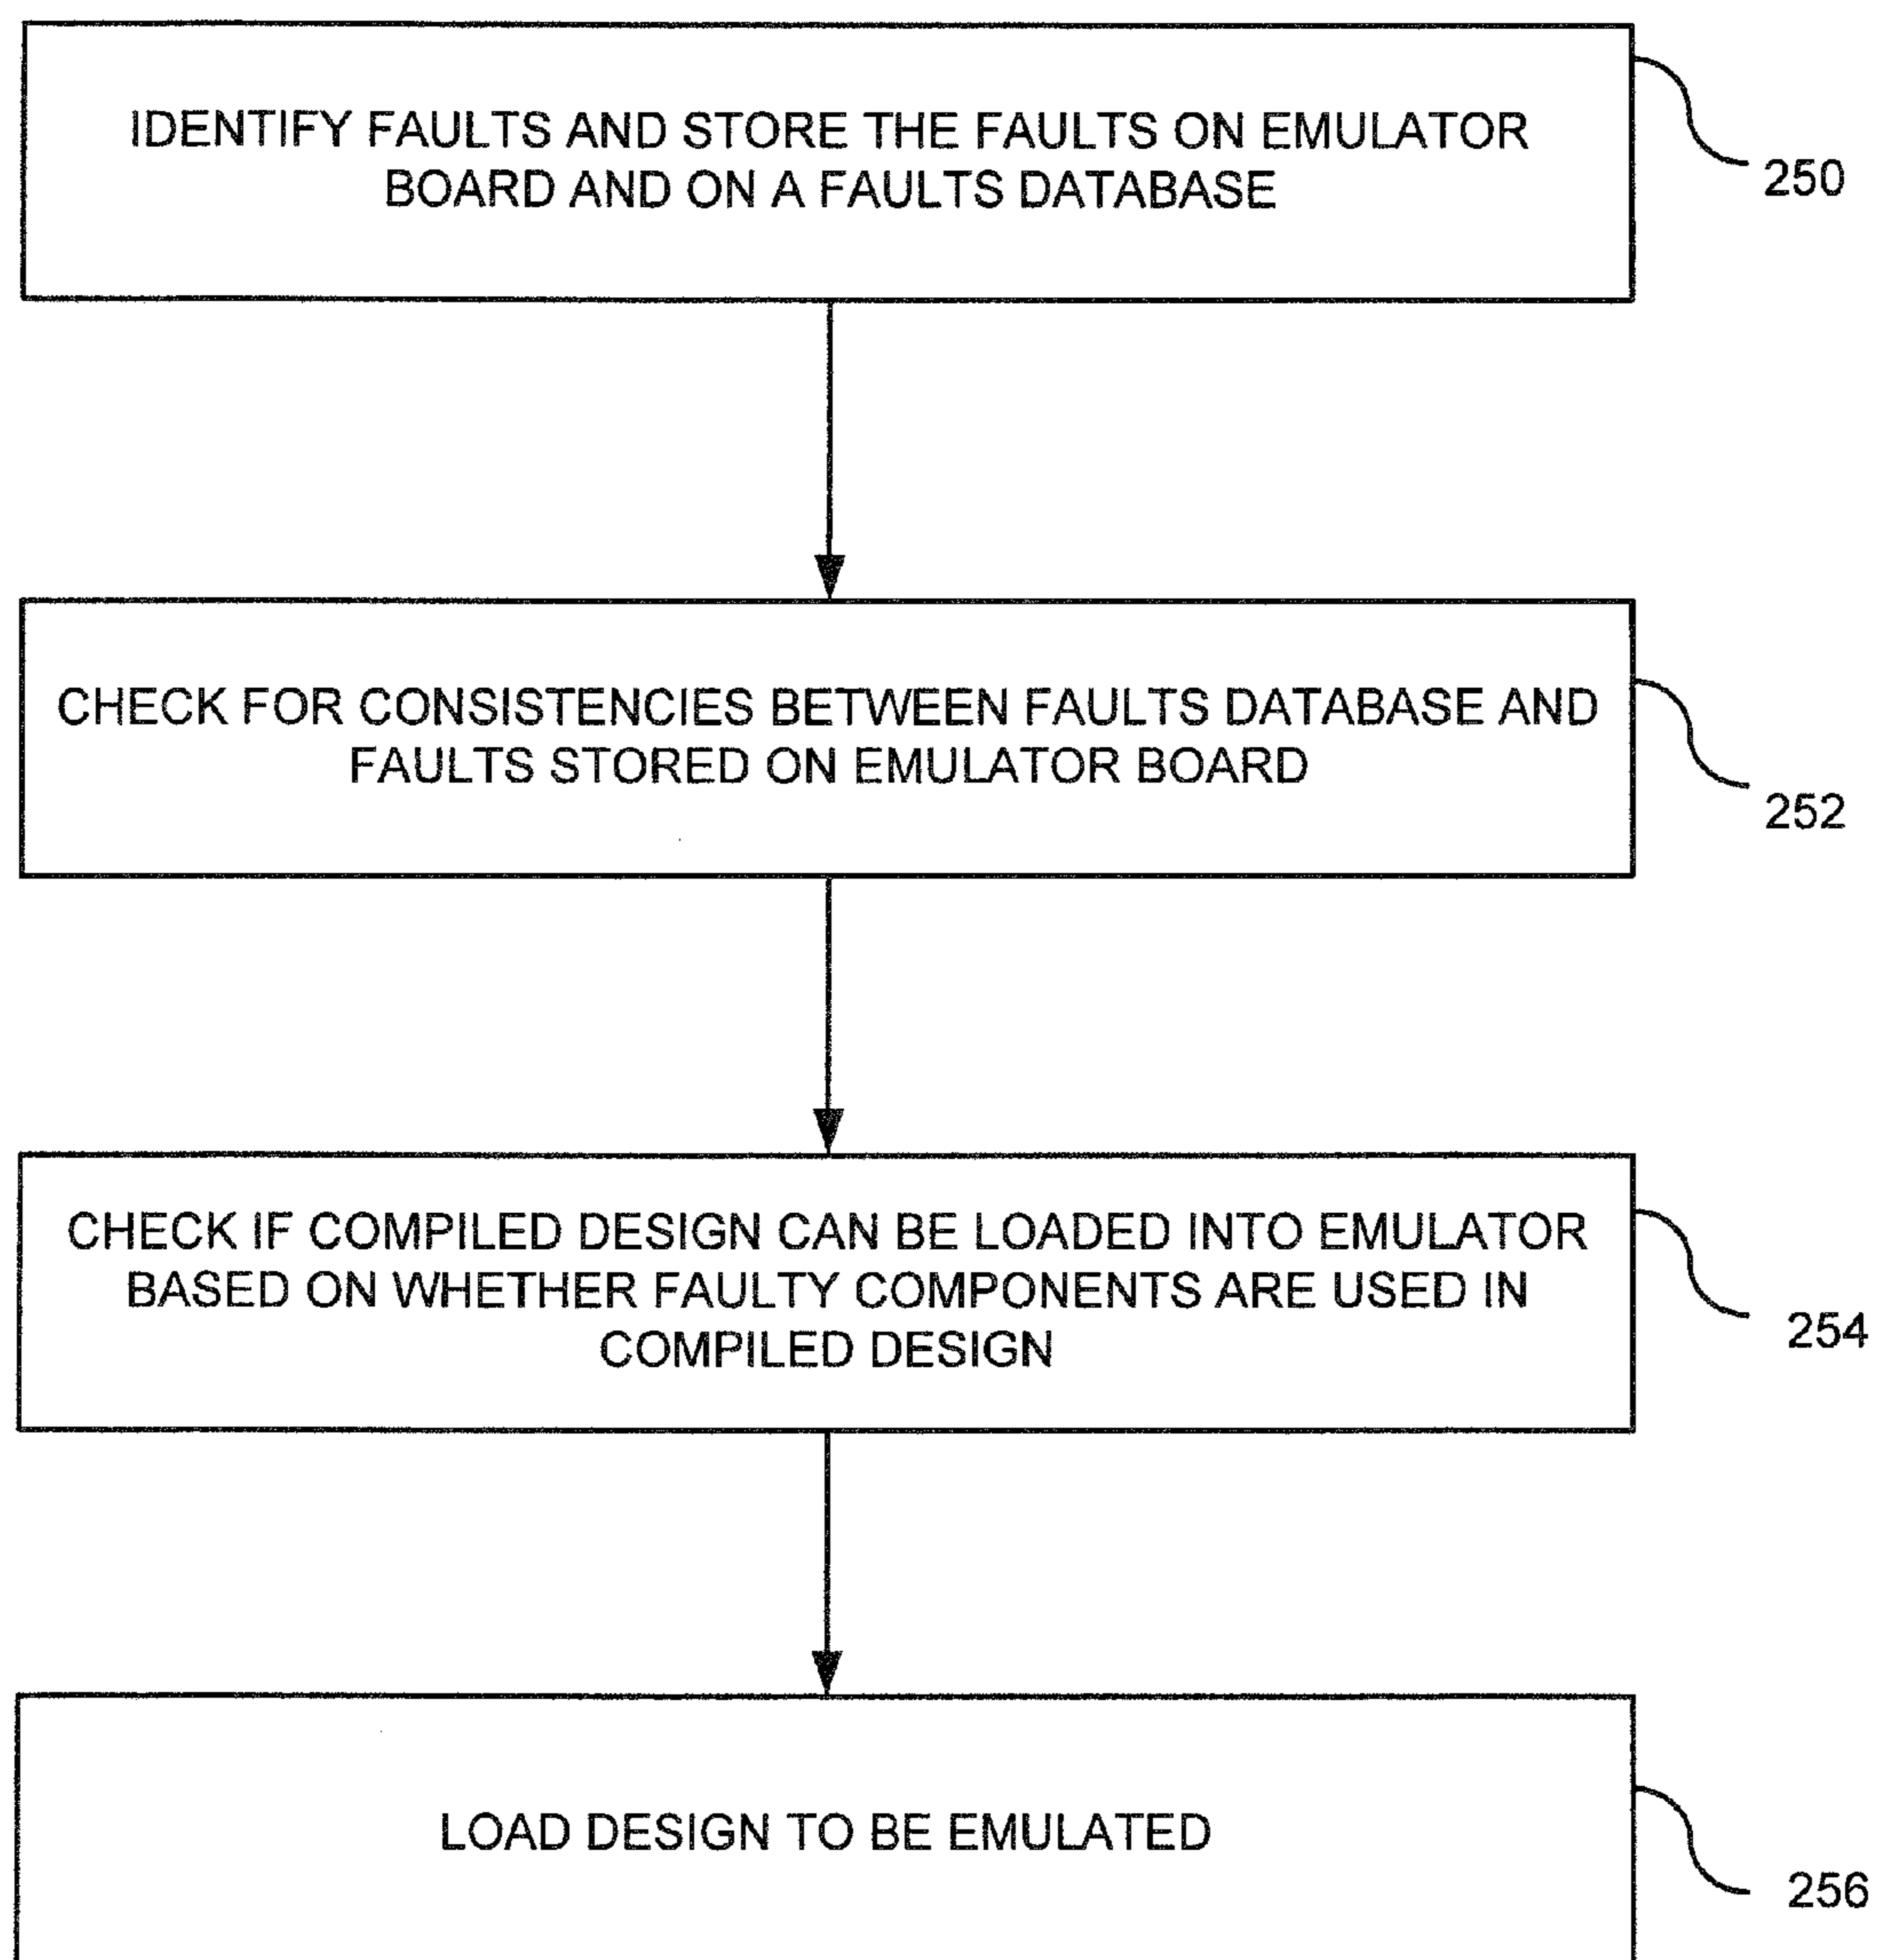 IDENTIFY FAULTS AND STORE THE FAULTS ON EMULATOR
BOARD AND ON A FAULTS DATABASE
250
CHECK FOR CONSISTENCIES BETWEEN FAULTS DATABASE AND
FAULTS STORED ON EMULATOR BOARD
252
CHECK IF COMPILED DESIGN CAN BE LOADED INTO EMULATOR
BASED ON WHETHER FAULTY COMPONENTS ARE USED IN
COMPILED DESIGN
254
LOAD DESIGN TO BE EMULATED
256